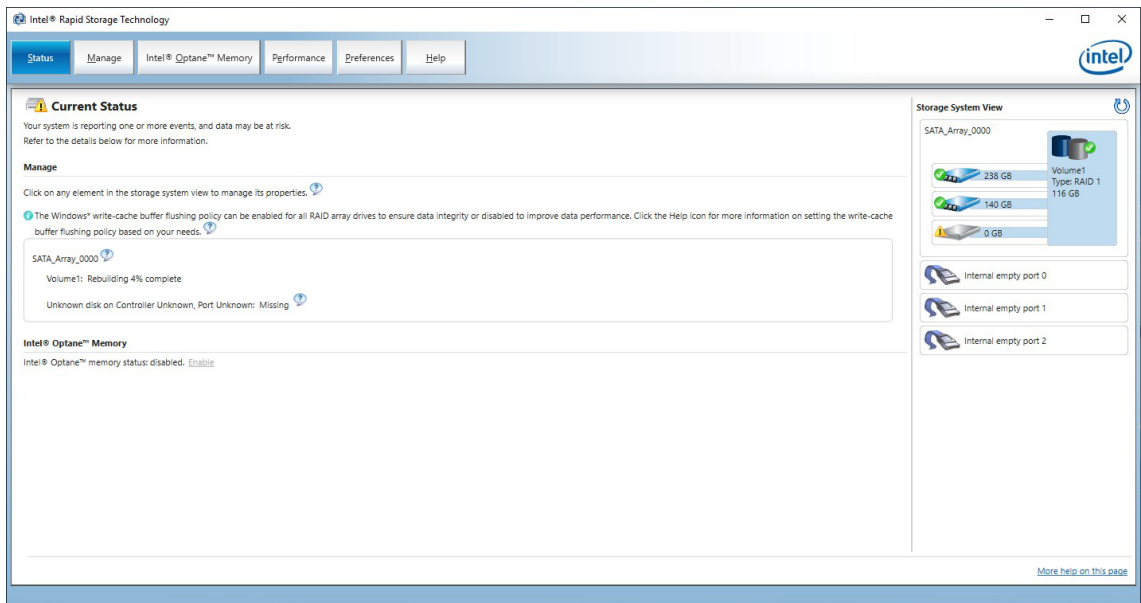 Intel® Rapid Storage Technology
Status
Manage
Intel® Optane™ Memory
Performance
Preferences
Help
intel
Current Status
Your system is reporting one or more events, and data may be at risk.
Refer to the details below for more information.
Manage
Click on any element in the storage system view to manage its properties.
The Windows* write-cache buffer flushing policy can be enabled for all RAID array drives to ensure data integrity or disabled to improve data performance. Click the Help icon for more information on setting the write-cache
buffer flushing policy based on your needs.
SATA_Array_0000
Volume1: Rebuilding 4% complete
Unknown disk on Controller Unknown, Port Unknown: Missing
Intel® Optane™ Memory
Intel® Optane™ memory status: disabled. Enable
Storage System View
SATA_Array_0000
238 GB
140 GB
0 GB
Volume1
Type: RAID 1
116 GB
Internal empty port 0
Internal empty port 1
Internal empty port 2
More help on this page